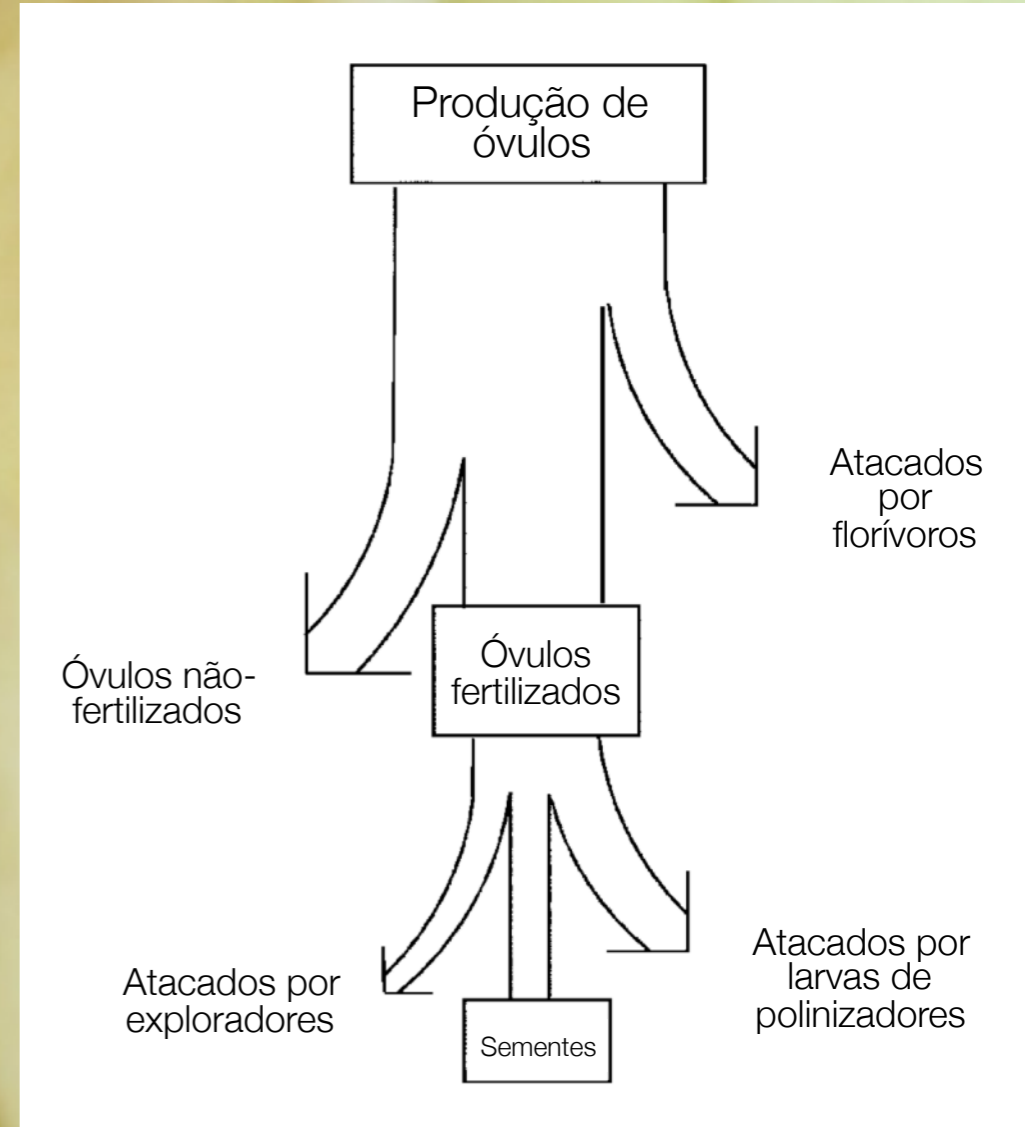 Produção de
óvulos
Atacados
por
florívoros
Óvulos não-
fertilizados
Óvulos
fertilizados
Atacados por
exploradores
Atacados por
larvas de
polinizadores
Sementes